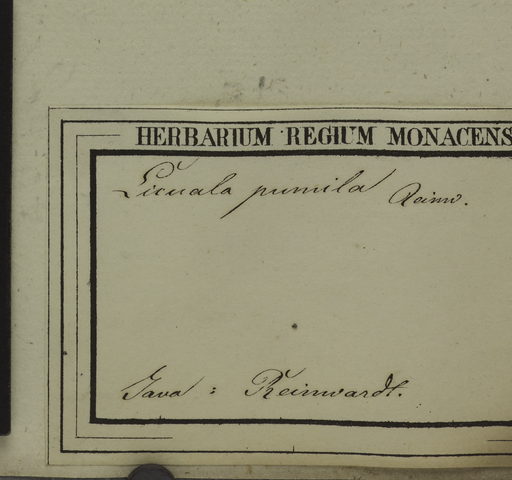 HERBARIUM REGIUM MONACENS
Licuala pumila Reinw.
Java : Reinwardt.